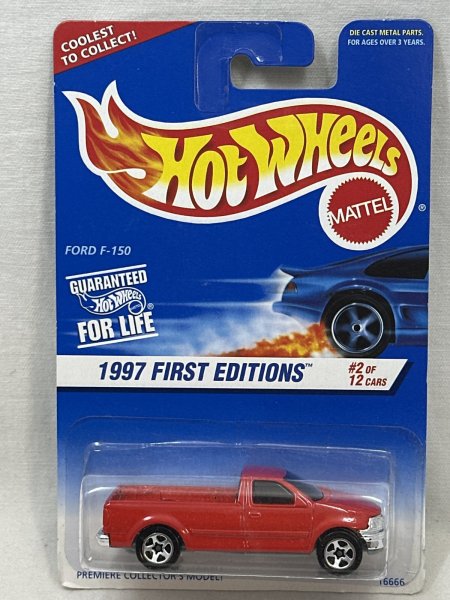 COOLEST
TO COLLECT!
DIE CAST METAL PARTS.
FOR AGES OVER 3 YEARS.
HOT WHEELS
MATTEL
®
FORD F-150
GUARANTEED
HOT WHEELS
FOR LIFE
1997 FIRST EDITIONS™
#2 OF
12 CARS
PREMIERE COLLECTOR'S MODEL!
16666